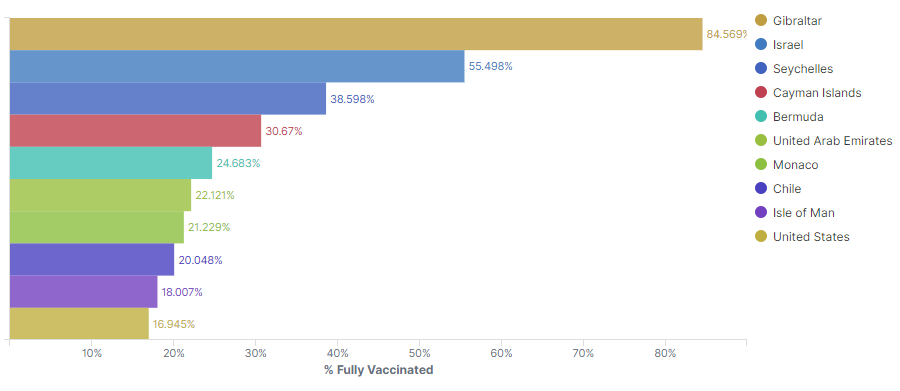 84.569%
55.498%
38.598%
30.67%
24.683%
22.121%
21.229%
20.048%
18.007%
16.945%
10% 20% 30% 40% 50% 60% 70% 80%
% Fully Vaccinated
Gibraltar
Israel
Seychelles
Cayman Islands
Bermuda
United Arab Emirates
Monaco
Chile
Isle of Man
United States